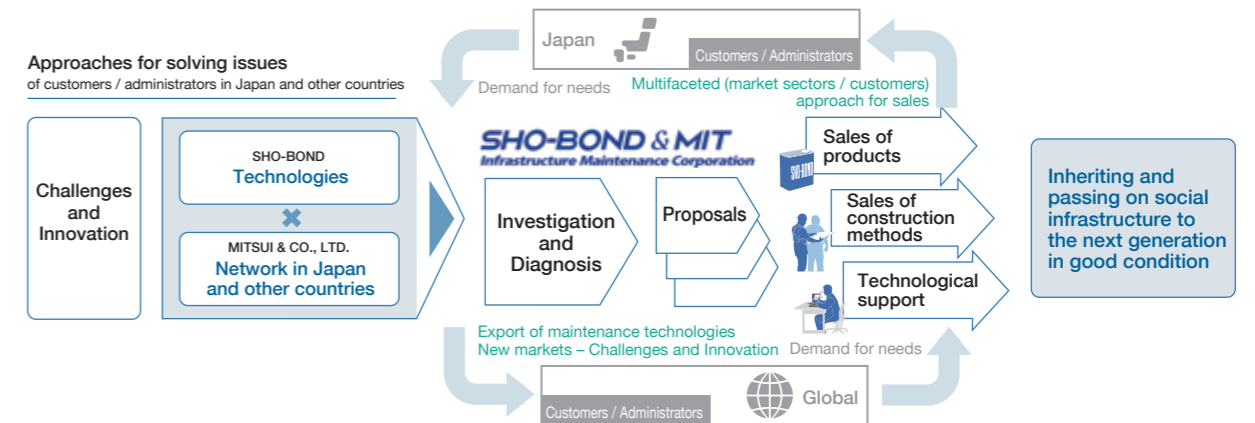 Approaches for solving issues
of customers / administrators in Japan and other countries
Challenges
and
Innovation
SHO-BOND
Technologies
MITSUI & CO., LTD.
Network in Japan
and other countries
Japan
Customers / Administrators
Demand for needs
Multifaceted (market sectors / customers)
approach for sales
SHO-BOND & MIT
Infrastructure Maintenance Corporation
Investigation
and
Diagnosis
Proposals
SHO-BOND
Sales of
products
Sales of
construction
methods
Technological
support
Export of maintenance technologies
New markets – Challenges and Innovation
Demand for needs
Customers / Administrators
Global
Inheriting and
passing on social
infrastructure to
the next generation
in good condition